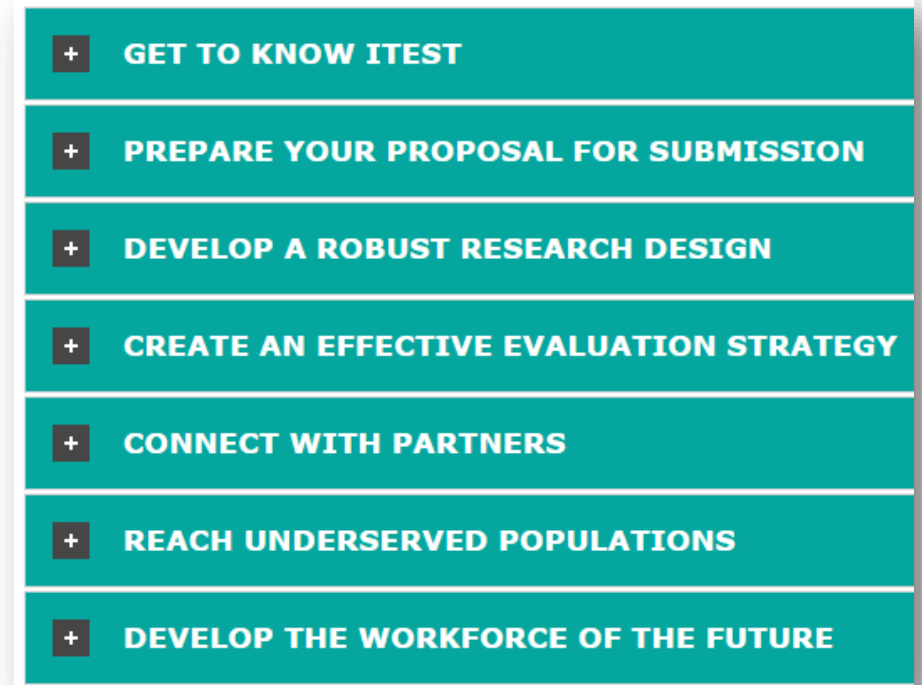 + GET TO KNOW ITEST
+ PREPARE YOUR PROPOSAL FOR SUBMISSION
+ DEVELOP A ROBUST RESEARCH DESIGN
+ CREATE AN EFFECTIVE EVALUATION STRATEGY
+ CONNECT WITH PARTNERS
+ REACH UNDERSERVED POPULATIONS
+ DEVELOP THE WORKFORCE OF THE FUTURE